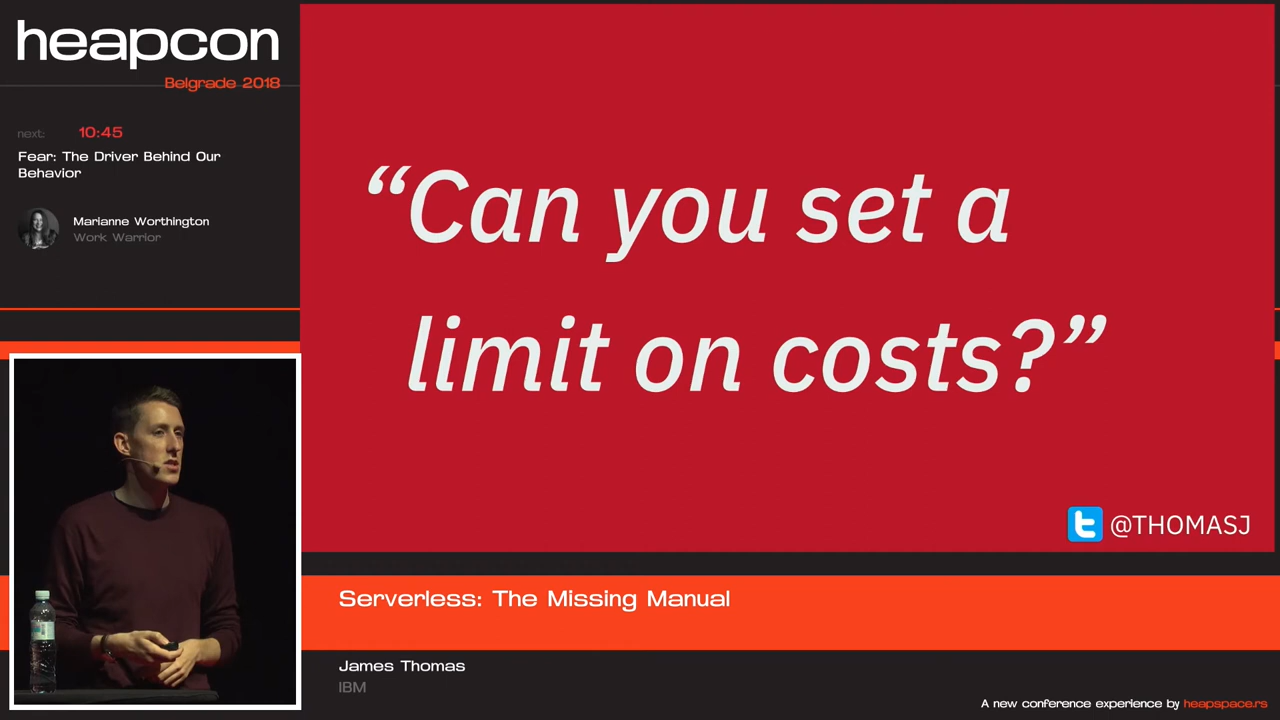 heapcon
Belgrade 2018
next: 10:45
Fear: The Driver Behind Our
Behavior
Marianne Worthington
Work Warrior
“Can you set a
limit on costs?”
@THOMASJ
Serverless: The Missing Manual
James Thomas
IBM
A new conference experience by heapspace.rs